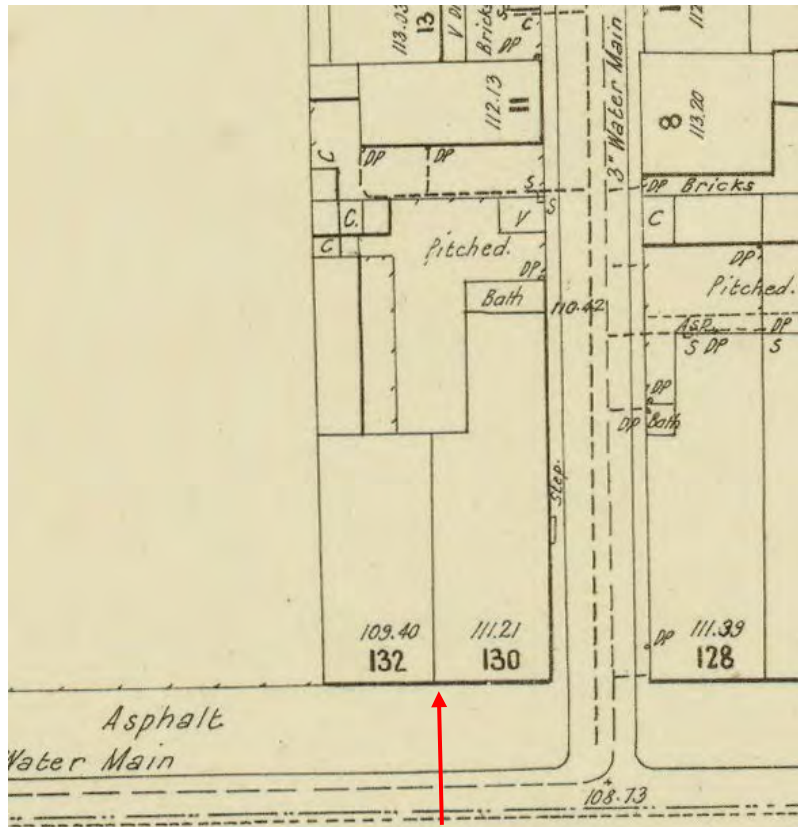 113.03
13
V
Bricks
S
C
DP
112.13
11
DP
DP
C
S
S
C.
C
V
Pitched.
DP
Bath
110.42
3" Water Main
8
113.20
DP Bricks
C
DP
Pitched.
Asp.
DP
S DP
S
DP
DP
Bath
Step.
109.40
132
111.21
130
DP
111.39
128
Asphalt
Water Main
108.73